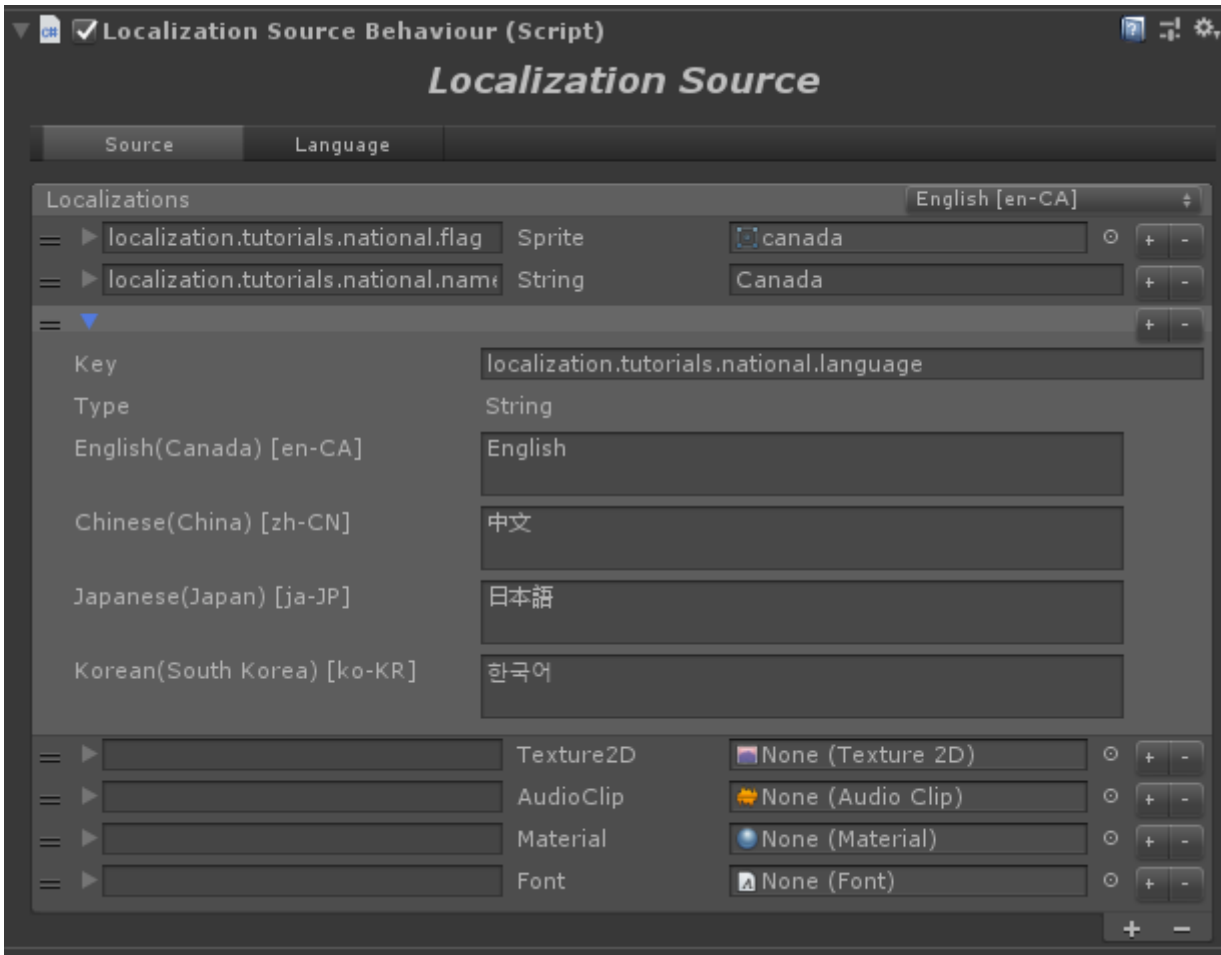 Localization Source Behaviour (Script)
Localization Source
Source Language
Localizations English [en-CA]
localization.tutorials.national.flag Sprite canada + -
localization.tutorials.national.name String Canada + -
+ -
Key localization.tutorials.national.language
Type String
English(Canada) [en-CA] English
Chinese(China) [zh-CN] 中文
Japanese(Japan) [ja-JP] 日本語
Korean(South Korea) [ko-KR] 한국어
Texture2D None (Texture 2D) + -
AudioClip None (Audio Clip) + -
Material None (Material) + -
Font None (Font) + -
+ −